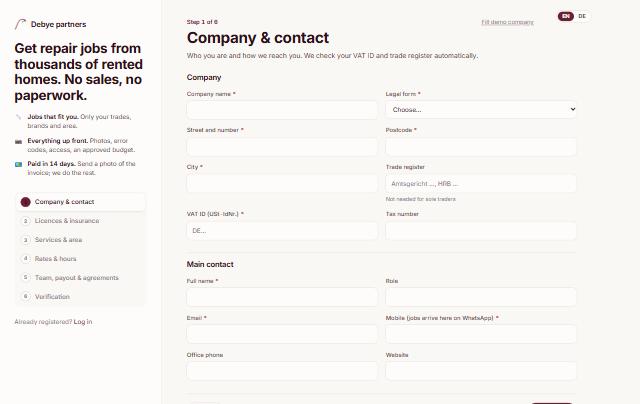 Debye partners
Get repair jobs from
thousands of rented
homes. No sales, no
paperwork.
Jobs that fit you. Only your trades,
brands and area.
Everything up front. Photos, error
codes, access, an approved budget.
Paid in 14 days. Send a photo of the
invoice; we do the rest.
Company & contact
2 Licences & insurance
3 Services & area
4 Rates & hours
5 Team, payout & agreements
6 Verification
Already registered? Log in
Step 1 of 6
Fill demo company
EN DE
Company & contact
Who you are and how we reach you. We check your VAT ID and trade register automatically.
Company
Company name * Legal form *
Choose...
Street and number * Postcode *
City * Trade register
Amtsgericht ..., HRB ...
Not needed for sole traders
VAT ID (USt-IdNr.) * Tax number
DE...
Main contact
Full name * Role
Email * Mobile (jobs arrive here on WhatsApp) *
Office phone Website